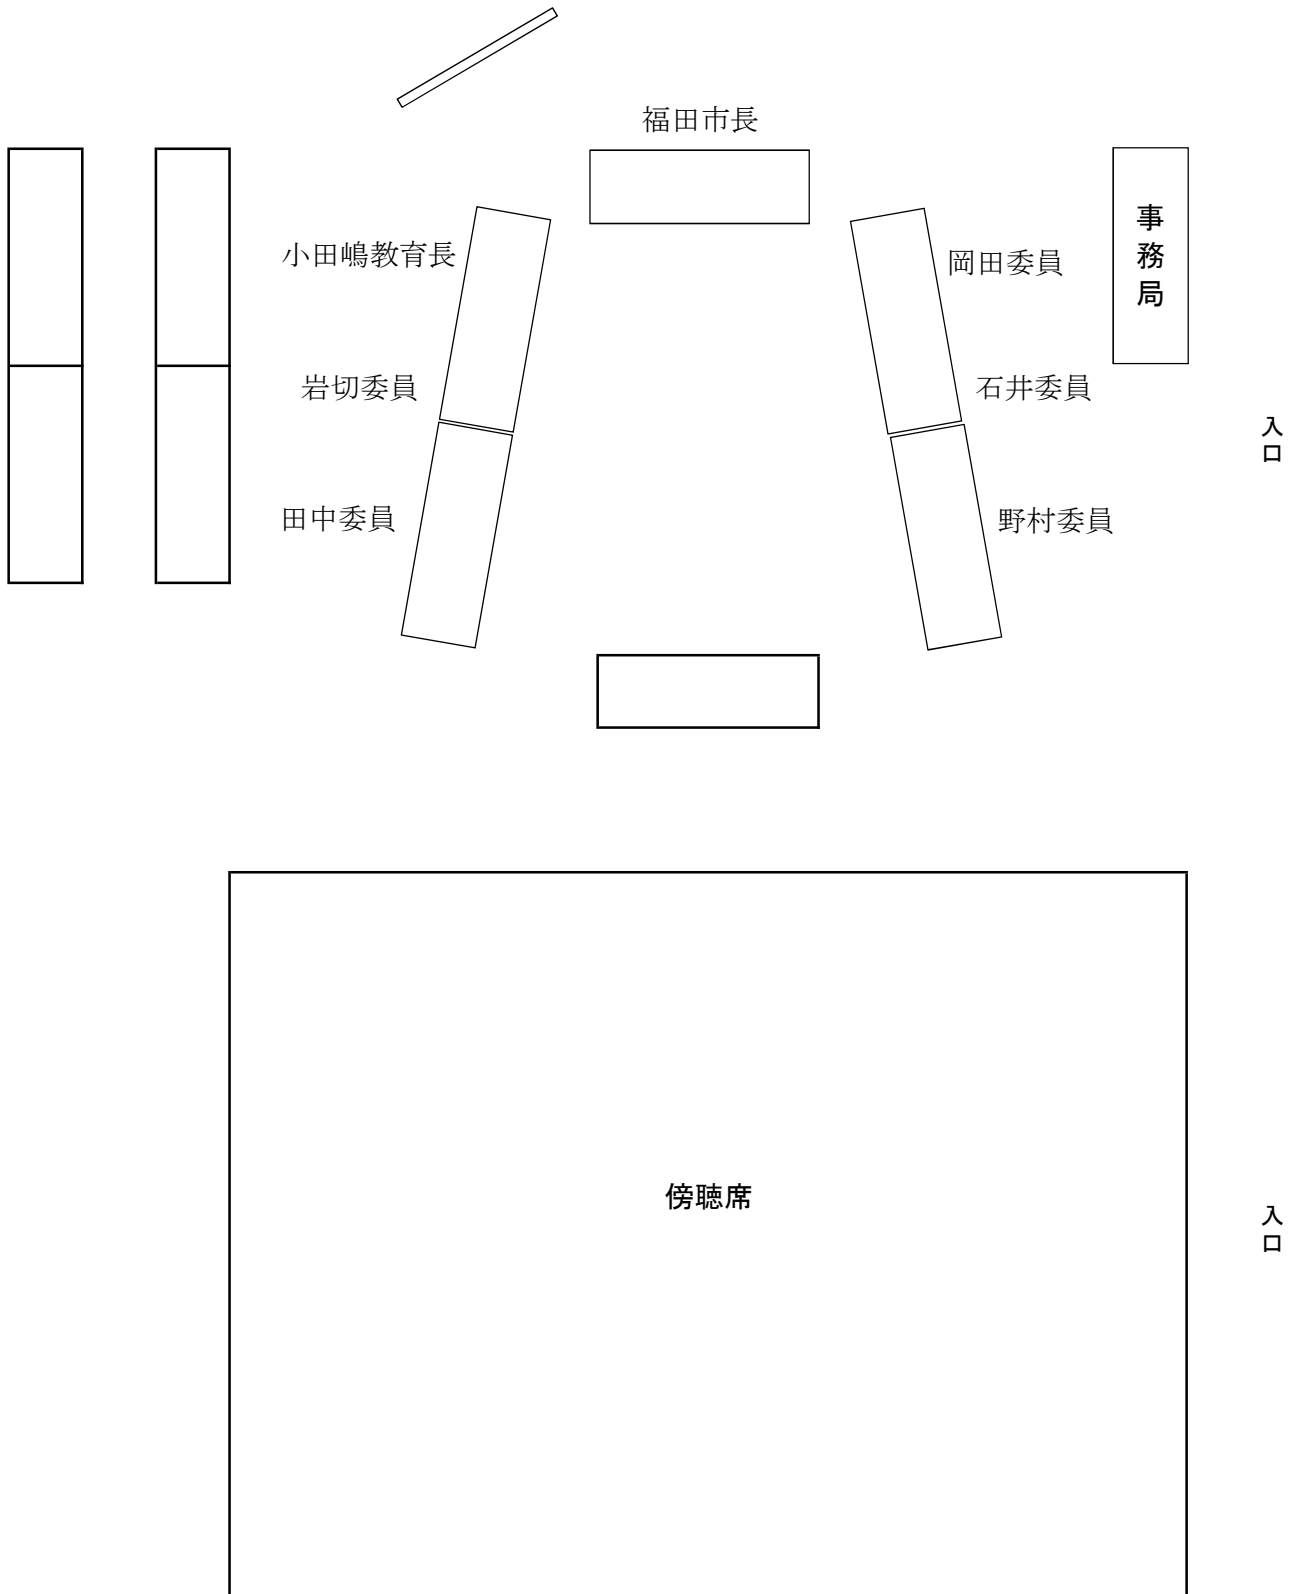 福田市長
事務局
小田嶋教育長
岡田委員
岩切委員
石井委員
入口
田中委員
野村委員
傍聴席
入口